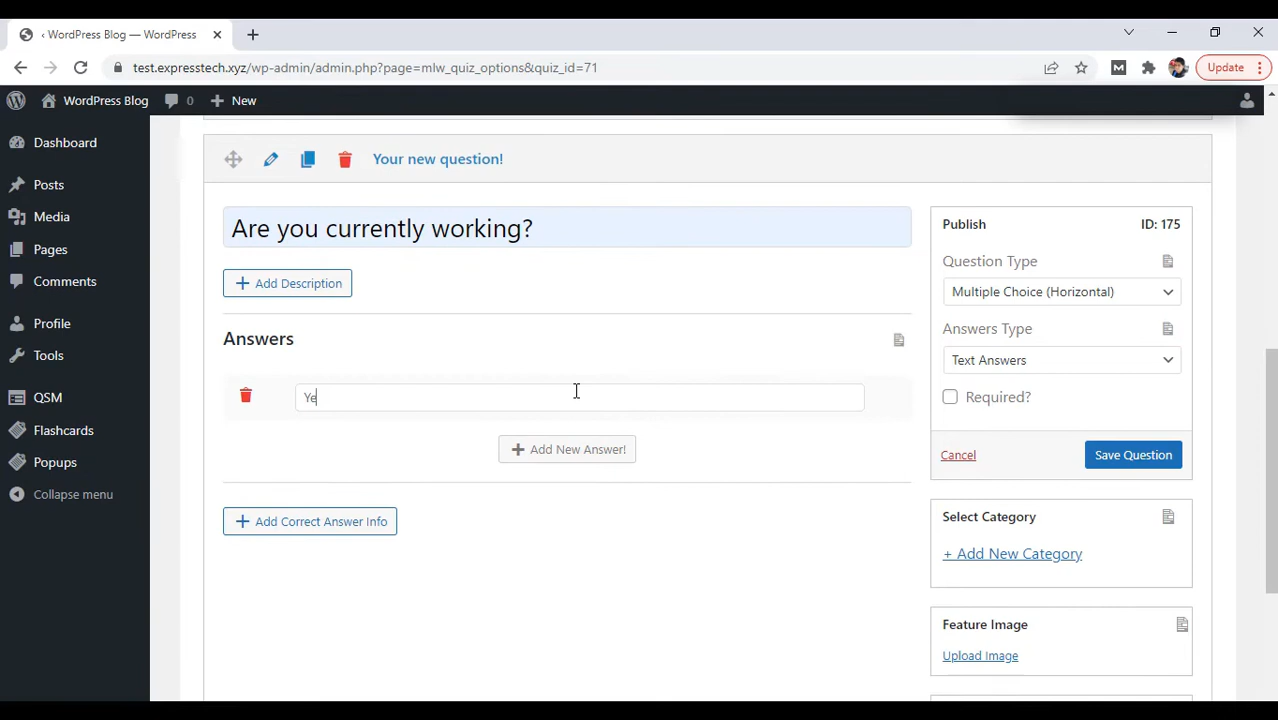 ‹ WordPress Blog — WordPress
test.expresstech.xyz/wp-admin/admin.php?page=mlw_quiz_options&quiz_id=71
Update
WordPress Blog 0 + New
Dashboard
Posts
Media
Pages
Comments
Profile
Tools
QSM
Flashcards
Popups
Collapse menu
Your new question!
Are you currently working?
+ Add Description
Answers
Ye
+ Add New Answer!
+ Add Correct Answer Info
Publish ID: 175
Question Type
Multiple Choice (Horizontal)
Answers Type
Text Answers
Required?
Cancel Save Question
Select Category
+ Add New Category
Feature Image
Upload Image